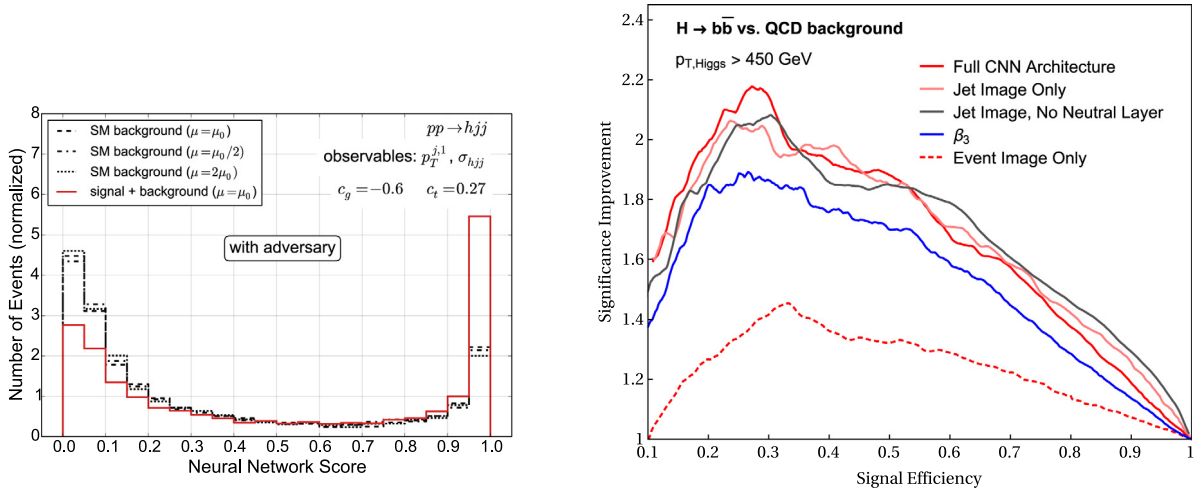 8
7
6
5
4
3
2
1
0
Number of Events (normalized)
SM background (μ=μ₀)
SM background (μ=μ₀/2)
SM background (μ=2μ₀)
signal + background (μ=μ₀)
pp→hjj
observables: p_T^{j,1}, σ_{hjj}
c_g=−0.6 c_t=0.27
with adversary
0.0 0.1 0.2 0.3 0.4 0.5 0.6 0.7 0.8 0.9 1.0
Neural Network Score
2.4
2.2
2
1.8
1.6
1.4
1.2
1
Significance Improvement
H → bb̅ vs. QCD background
p_{T,Higgs} > 450 GeV
Full CNN Architecture
Jet Image Only
Jet Image, No Neutral Layer
β₃
Event Image Only
0.1 0.2 0.3 0.4 0.5 0.6 0.7 0.8 0.9 1
Signal Efficiency